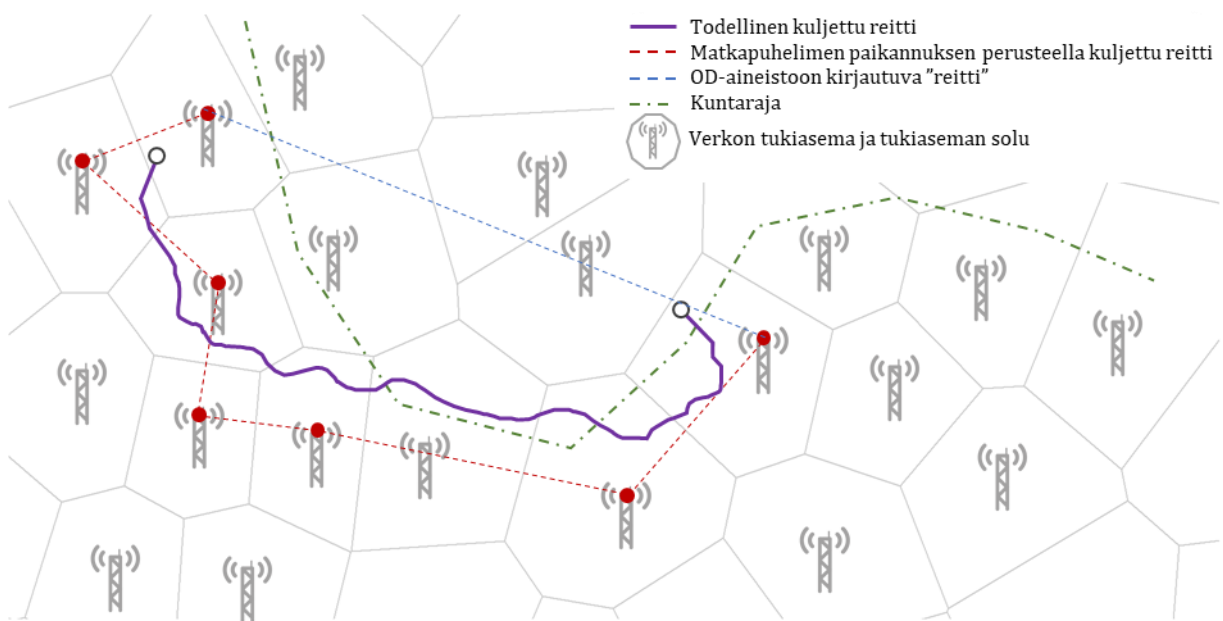 Todellinen kuljettu reitti
Matkapuhelimen paikannuksen perusteella kuljettu reitti
OD-aineistoon kirjautuva ”reitti”
Kuntaraja
Verkon tukiasema ja tukiaseman solu